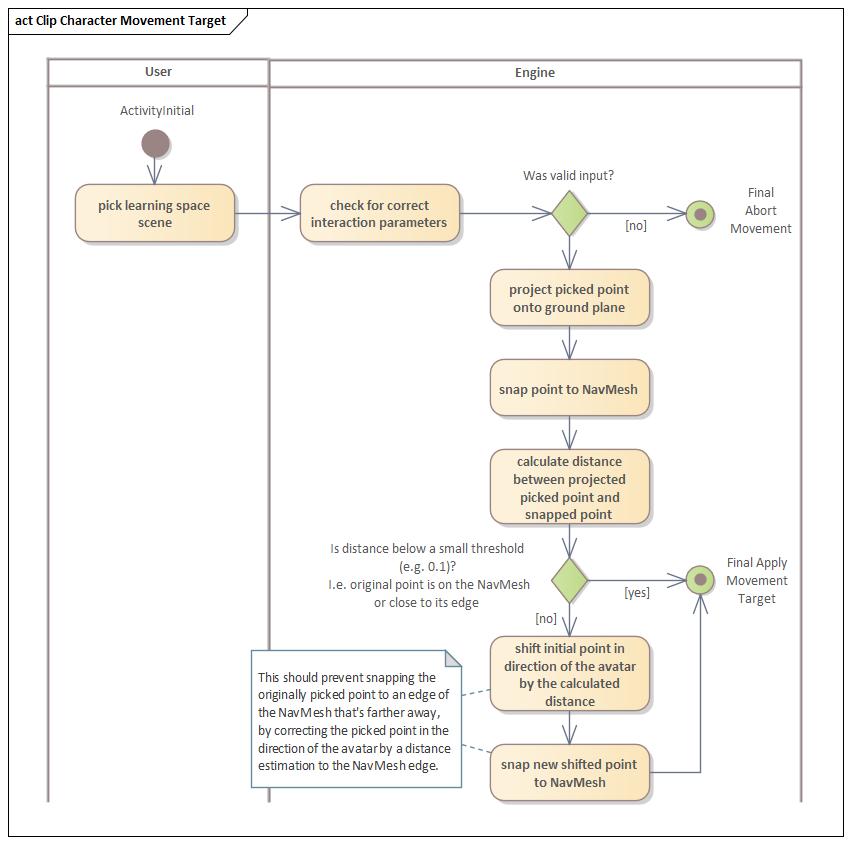 act Clip Character Movement Target
User
Engine
ActivityInitial
pick learning space
scene
check for correct
interaction parameters
Was valid input?
[no]
Final
Abort
Movement
project picked point
onto ground plane
snap point to NavMesh
calculate distance
between projected
picked point and
snapped point
Is distance below a small threshold
(e.g. 0.1)?
I.e. original point is on the NavMesh
or close to its edge
[yes]
Final Apply
Movement
Target
[no]
shift initial point in
direction of the avatar
by the calculated
distance
This should prevent snapping the
originally picked point to an edge of
the NavMesh that's farther away,
by correcting the picked point in the
direction of the avatar by a distance
estimation to the NavMesh edge.
snap new shifted point
to NavMesh